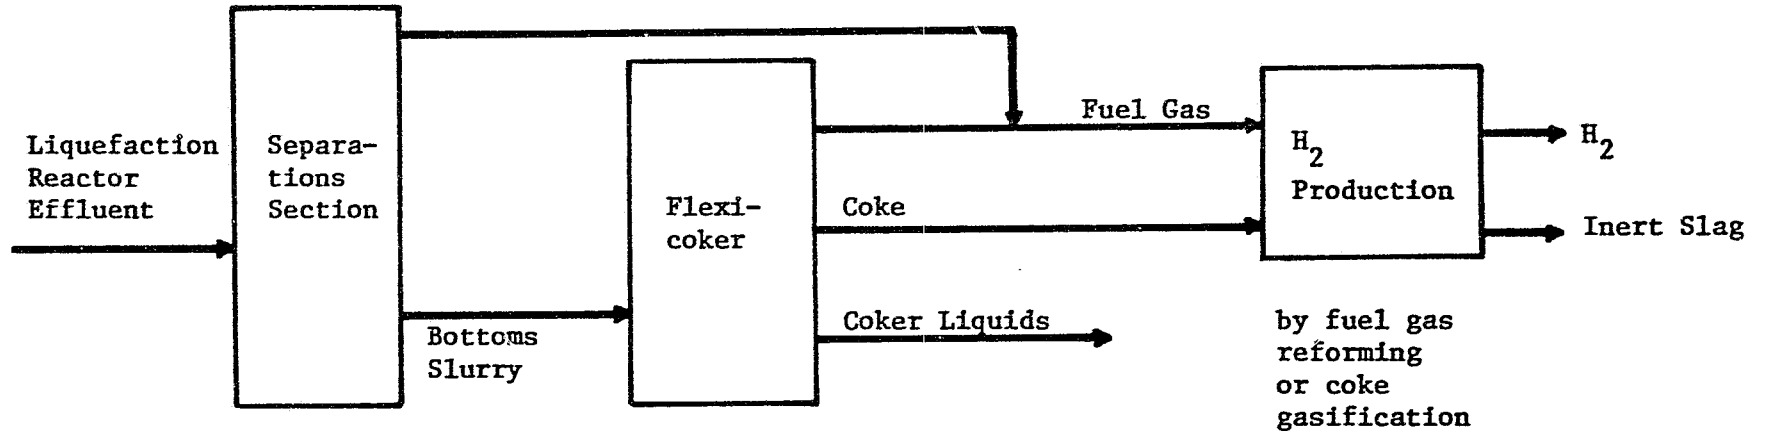 Liquefaction
Reactor
Effluent
Separa-
tions
Section
Bottoms
Slurry
Flexi-
coker
Fuel Gas
Coke
Coker Liquids
H2
Production
H2
Inert Slag
by fuel gas
reforming
or coke
gasification